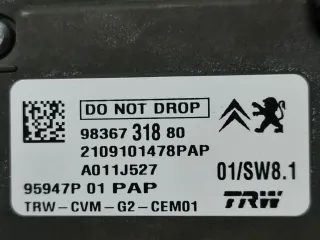 DO NOT DROP
98367 318 80
2109101478PAP
A011J527
01/SW8.1
95947P 01 PAP
TRW
TRW-CVM-G2-CEM01